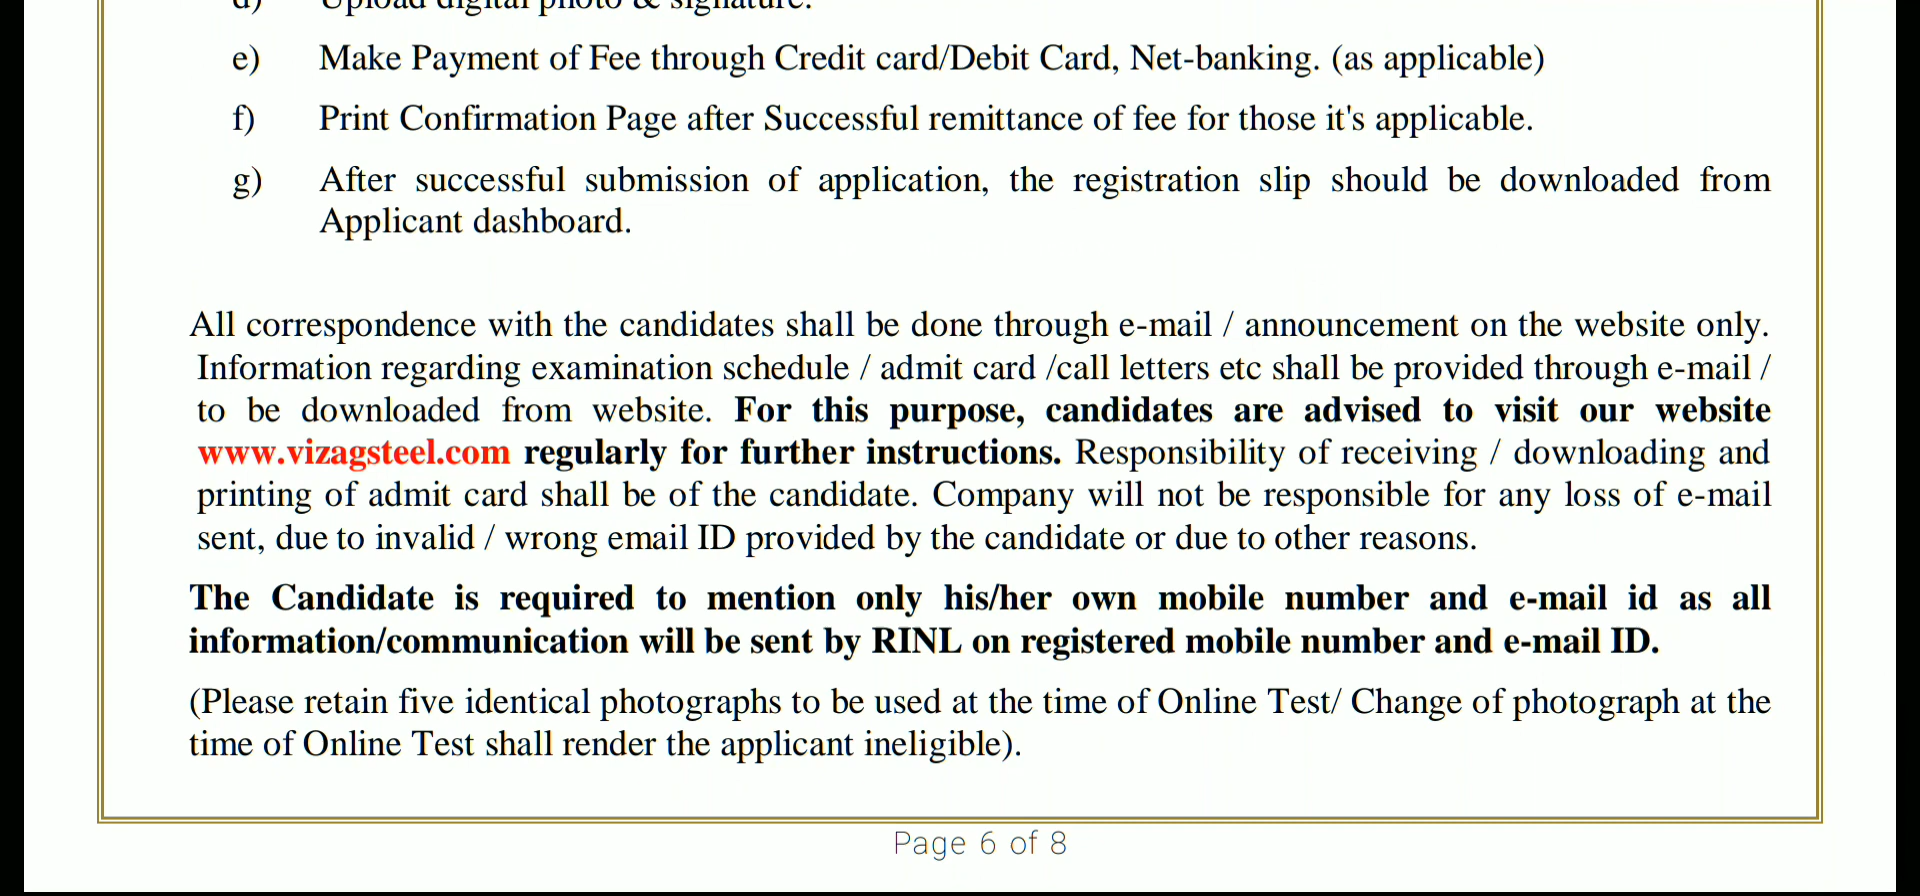 d) Upload digital photo & signature.
e) Make Payment of Fee through Credit card/Debit Card, Net-banking. (as applicable)
f) Print Confirmation Page after Successful remittance of fee for those it's applicable.
g) After successful submission of application, the registration slip should be downloaded from
Applicant dashboard.
All correspondence with the candidates shall be done through e-mail / announcement on the website only.
Information regarding examination schedule / admit card /call letters etc shall be provided through e-mail /
to be downloaded from website. For this purpose, candidates are advised to visit our website
www.vizagsteel.com regularly for further instructions. Responsibility of receiving / downloading and
printing of admit card shall be of the candidate. Company will not be responsible for any loss of e-mail
sent, due to invalid / wrong email ID provided by the candidate or due to other reasons.
The Candidate is required to mention only his/her own mobile number and e-mail id as all
information/communication will be sent by RINL on registered mobile number and e-mail ID.
(Please retain five identical photographs to be used at the time of Online Test/ Change of photograph at the
time of Online Test shall render the applicant ineligible).
Page 6 of 8